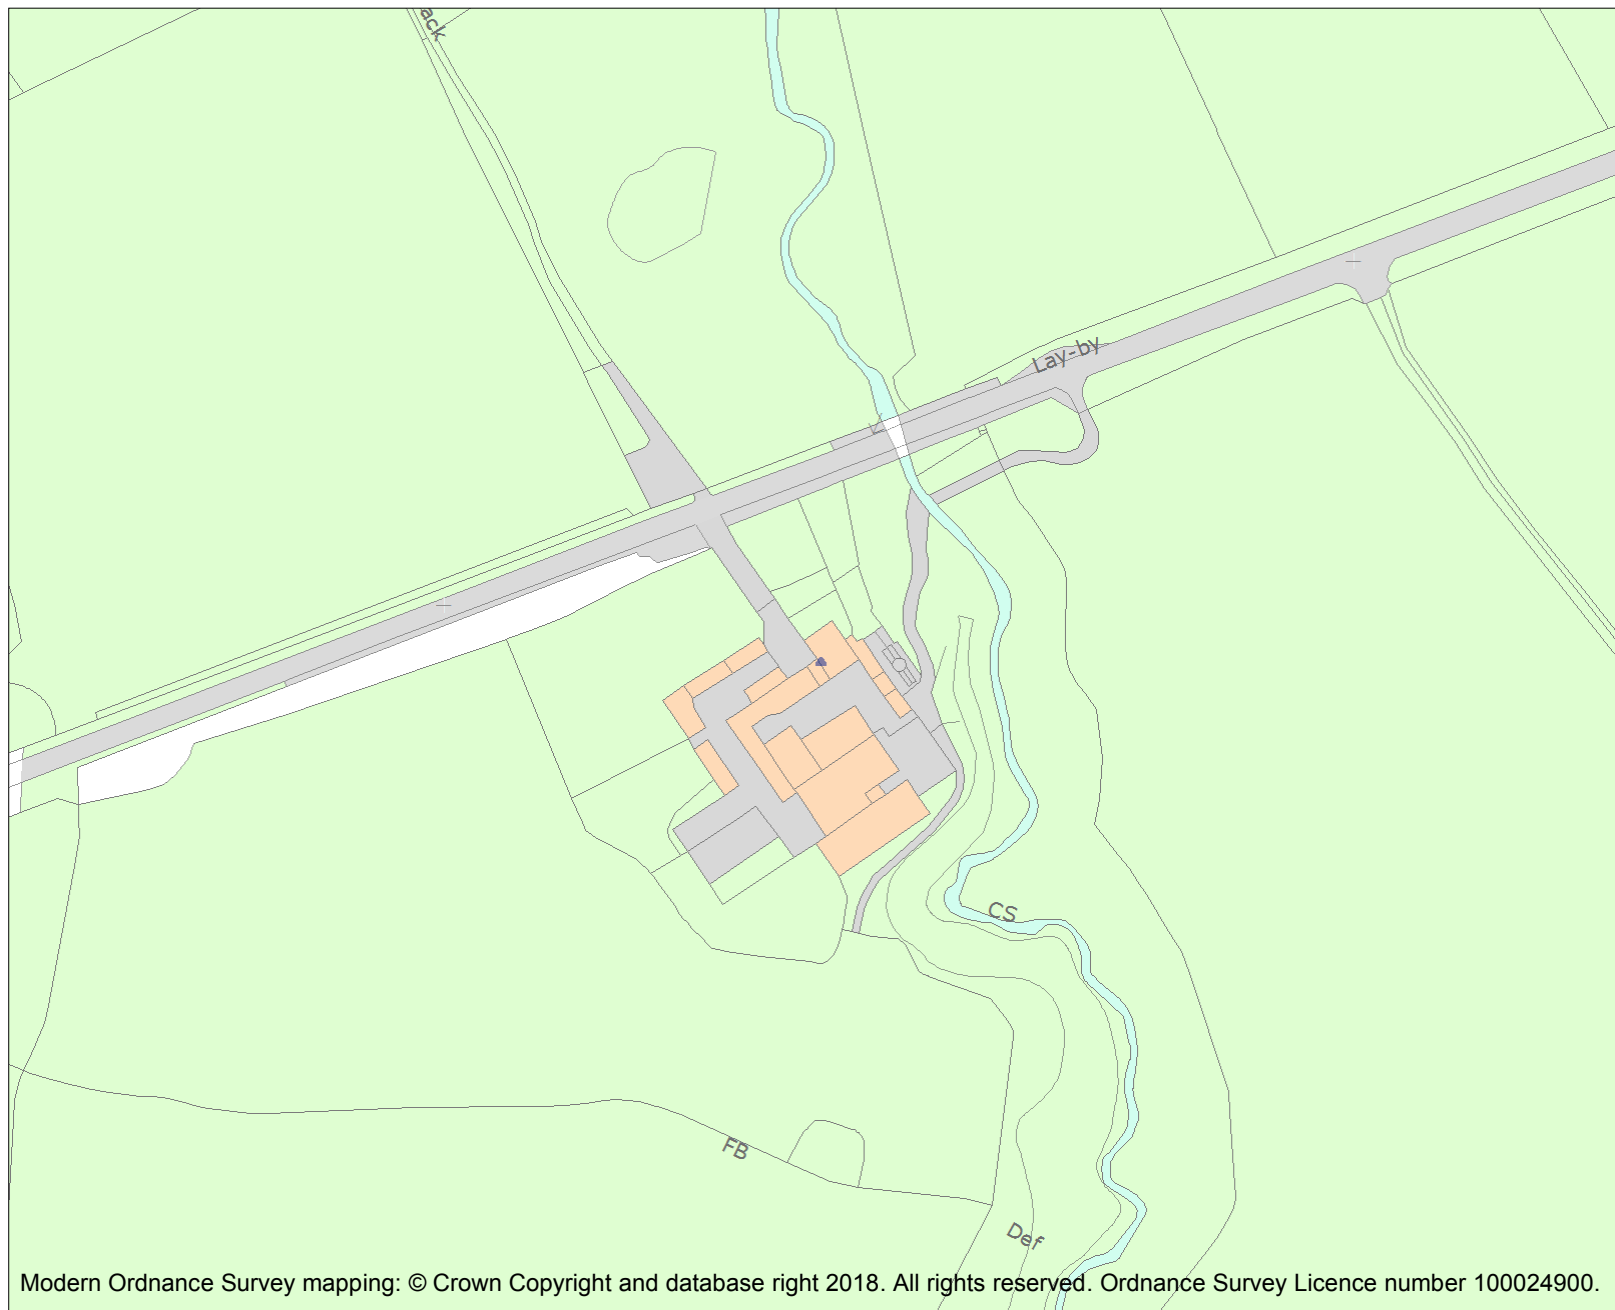 ack
Lay-by
CS
FB
Def
Modern Ordnance Survey mapping: © Crown Copyright and database right 2018. All rights reserved. Ordnance Survey Licence number 100024900.